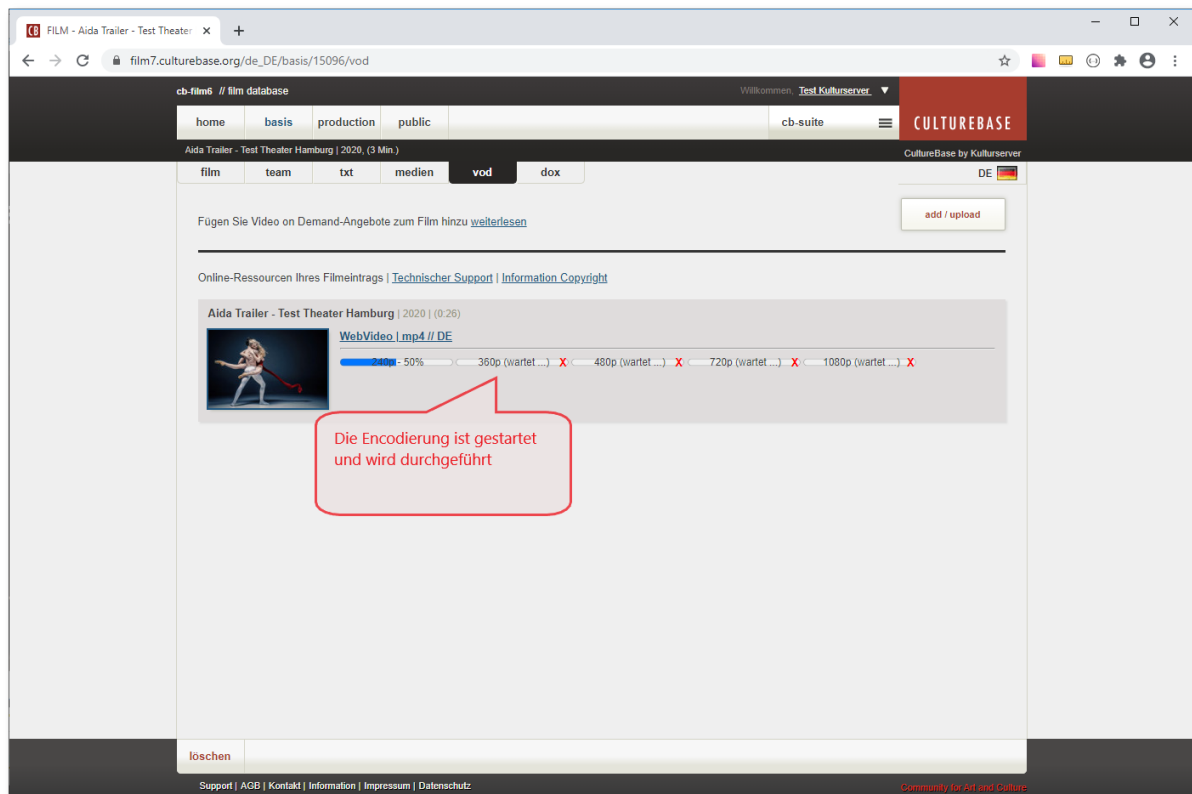 CB FILM - Aida Trailer - Test Theater
film7.culturebase.org/de_DE/basis/15096/vod
cb-film6 // film database
Willkommen, Test Kulturserver ▼
home basis production public cb-suite
CULTUREBASE
Aida Trailer - Test Theater Hamburg | 2020, (3 Min.)
CultureBase by Kulturserver
film team txt medien vod dox DE
Fügen Sie Video on Demand-Angebote zum Film hinzu weiterlesen
add / upload
Online-Ressourcen Ihres Filmeintrags | Technischer Support | Information Copyright
Aida Trailer - Test Theater Hamburg | 2020 | (0:26)
WebVideo | mp4 // DE
240p - 50% 360p (wartet ...) X 480p (wartet ...) X 720p (wartet ...) X 1080p (wartet ...) X
Die Encodierung ist gestartet
und wird durchgeführt
löschen
Support | AGB | Kontakt | Information | Impressum | Datenschutz
Community for Art and Culture